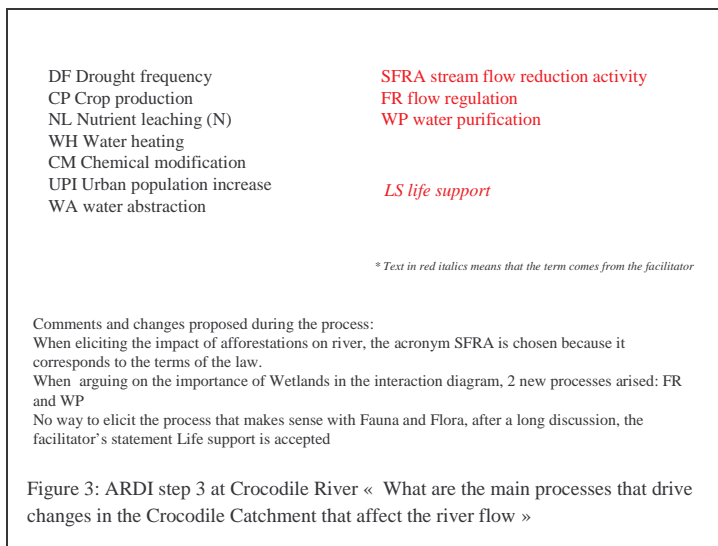 DF Drought frequency
CP Crop production
NL Nutrient leaching (N)
WH Water heating
CM Chemical modification
UPI Urban population increase
WA water abstraction
SFRA stream flow reduction activity
FR flow regulation
WP water purification
LS life support
* Text in red italics means that the term comes from the facilitator
Comments and changes proposed during the process:
When eliciting the impact of afforestations on river, the acronym SFRA is chosen because it
corresponds to the terms of the law.
When arguing on the importance of Wetlands in the interaction diagram, 2 new processes arised: FR
and WP
No way to elicit the process that makes sense with Fauna and Flora, after a long discussion, the
facilitator's statement Life support is accepted
Figure 3: ARDI step 3 at Crocodile River « What are the main processes that drive
changes in the Crocodile Catchment that affect the river flow »